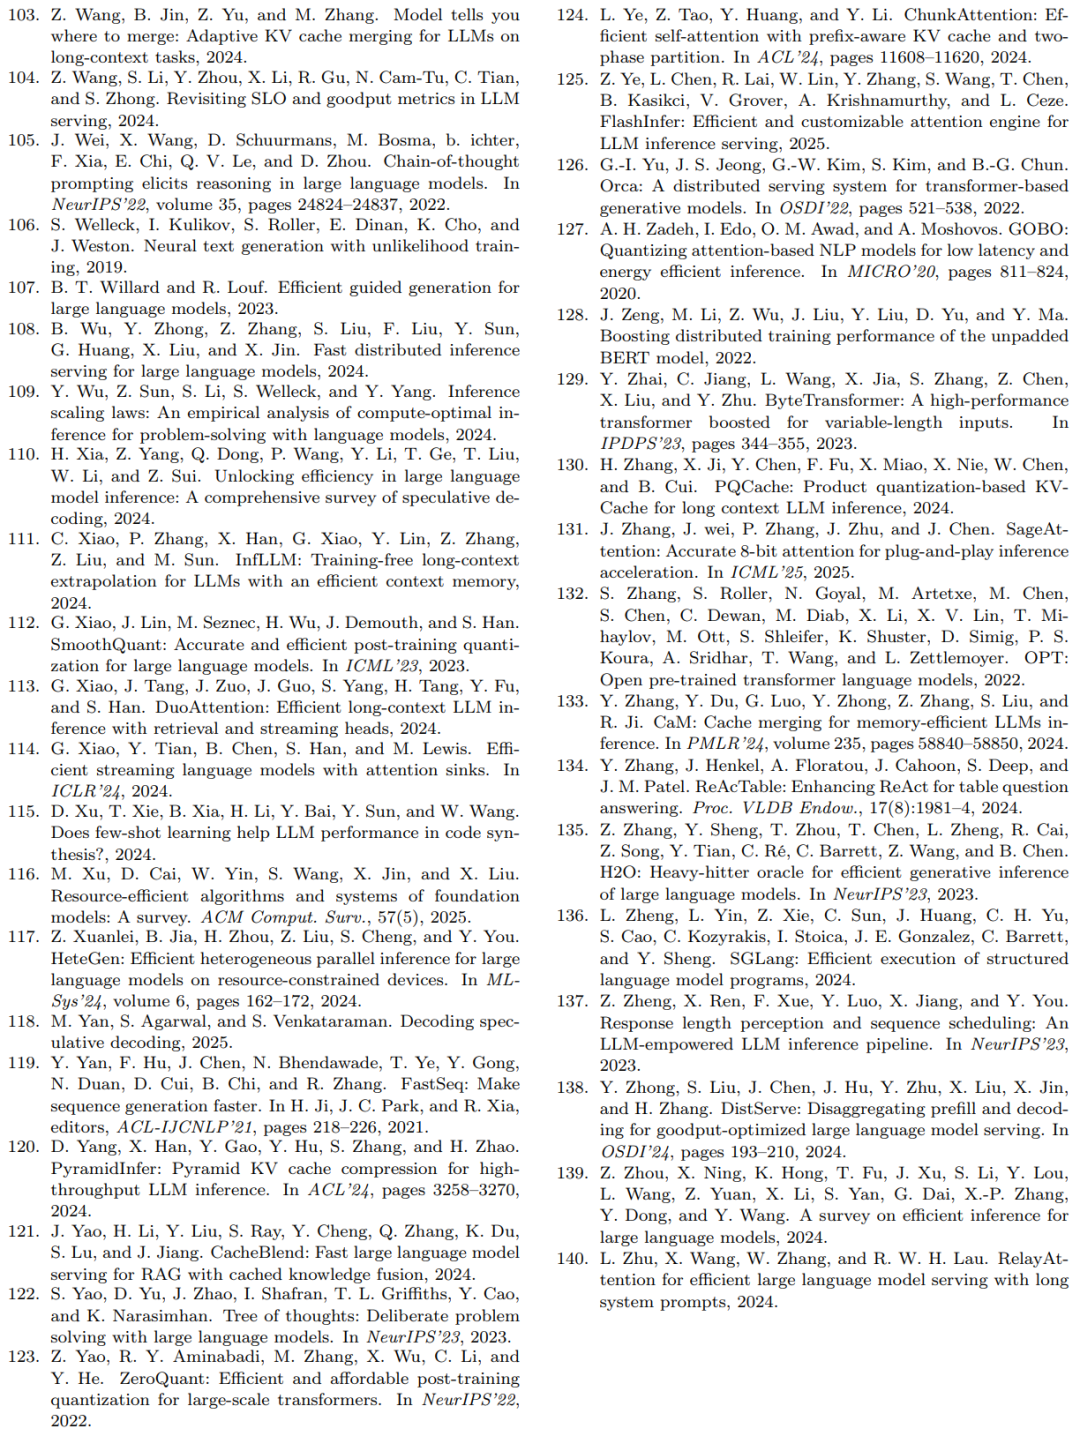 103. Z. Wang, B. Jin, Z. Yu, and M. Zhang. Model tells you
where to merge: Adaptive KV cache merging for LLMs on
long-context tasks, 2024.
104. Z. Wang, S. Li, Y. Zhou, X. Li, R. Gu, N. Cam-Tu, C. Tian,
and S. Zhong. Revisiting SLO and goodput metrics in LLM
serving, 2024.
105. J. Wei, X. Wang, D. Schuurmans, M. Bosma, b. ichter,
F. Xia, E. Chi, Q. V. Le, and D. Zhou. Chain-of-thought
prompting elicits reasoning in large language models. In
NeurIPS'22, volume 35, pages 24824–24837, 2022.
106. S. Welleck, I. Kulikov, S. Roller, E. Dinan, K. Cho, and
J. Weston. Neural text generation with unlikelihood train-
ing, 2019.
107. B. T. Willard and R. Louf. Efficient guided generation for
large language models, 2023.
108. B. Wu, Y. Zhong, Z. Zhang, S. Liu, F. Liu, Y. Sun,
G. Huang, X. Liu, and X. Jin. Fast distributed inference
serving for large language models, 2024.
109. Y. Wu, Z. Sun, S. Li, S. Welleck, and Y. Yang. Inference
scaling laws: An empirical analysis of compute-optimal in-
ference for problem-solving with language models, 2024.
110. H. Xia, Z. Yang, Q. Dong, P. Wang, Y. Li, T. Ge, T. Liu,
W. Li, and Z. Sui. Unlocking efficiency in large language
model inference: A comprehensive survey of speculative de-
coding, 2024.
111. C. Xiao, P. Zhang, X. Han, G. Xiao, Y. Lin, Z. Zhang,
Z. Liu, and M. Sun. InfLLM: Training-free long-context
extrapolation for LLMs with an efficient context memory,
2024.
112. G. Xiao, J. Lin, M. Seznec, H. Wu, J. Demouth, and S. Han.
SmoothQuant: Accurate and efficient post-training quanti-
zation for large language models. In ICML'23, 2023.
113. G. Xiao, J. Tang, J. Zuo, J. Guo, S. Yang, H. Tang, Y. Fu,
and S. Han. DuoAttention: Efficient long-context LLM in-
ference with retrieval and streaming heads, 2024.
114. G. Xiao, Y. Tian, B. Chen, S. Han, and M. Lewis. Effi-
cient streaming language models with attention sinks. In
ICLR'24, 2024.
115. D. Xu, T. Xie, B. Xia, H. Li, Y. Bai, Y. Sun, and W. Wang.
Does few-shot learning help LLM performance in code syn-
thesis?, 2024.
116. M. Xu, D. Cai, W. Yin, S. Wang, X. Jin, and X. Liu.
Resource-efficient algorithms and systems of foundation
models: A survey. ACM Comput. Surv., 57(5), 2025.
117. Z. Xuanlei, B. Jia, H. Zhou, Z. Liu, S. Cheng, and Y. You.
HeteGen: Efficient heterogeneous parallel inference for large
language models on resource-constrained devices. In ML-
Sys'24, volume 6, pages 162–172, 2024.
118. M. Yan, S. Agarwal, and S. Venkataraman. Decoding spec-
ulative decoding, 2025.
119. Y. Yan, F. Hu, J. Chen, N. Bhendawade, T. Ye, Y. Gong,
N. Duan, D. Cui, B. Chi, and R. Zhang. FastSeq: Make
sequence generation faster. In H. Ji, J. C. Park, and R. Xia,
editors, ACL-IJCNLP'21, pages 218–226, 2021.
120. D. Yang, X. Han, Y. Gao, Y. Hu, S. Zhang, and H. Zhao.
PyramidInfer: Pyramid KV cache compression for high-
throughput LLM inference. In ACL'24, pages 3258–3270,
2024.
121. J. Yao, H. Li, Y. Liu, S. Ray, Y. Cheng, Q. Zhang, K. Du,
S. Lu, and J. Jiang. CacheBlend: Fast large language model
serving for RAG with cached knowledge fusion, 2024.
122. S. Yao, D. Yu, J. Zhao, I. Shafran, T. L. Griffiths, Y. Cao,
and K. Narasimhan. Tree of thoughts: Deliberate problem
solving with large language models. In NeurIPS'23, 2023.
123. Z. Yao, R. Y. Aminabadi, M. Zhang, X. Wu, C. Li, and
Y. He. ZeroQuant: Efficient and affordable post-training
quantization for large-scale transformers. In NeurIPS'22,
2022.
124. L. Ye, Z. Tao, Y. Huang, and Y. Li. ChunkAttention: Ef-
ficient self-attention with prefix-aware KV cache and two-
phase partition. In ACL'24, pages 11608–11620, 2024.
125. Z. Ye, L. Chen, R. Lai, W. Lin, Y. Zhang, S. Wang, T. Chen,
B. Kasikci, V. Grover, A. Krishnamurthy, and L. Ceze.
FlashInfer: Efficient and customizable attention engine for
LLM inference serving, 2025.
126. G.-I. Yu, J. S. Jeong, G.-W. Kim, S. Kim, and B.-G. Chun.
Orca: A distributed serving system for transformer-based
generative models. In OSDI'22, pages 521–538, 2022.
127. A. H. Zadeh, I. Edo, O. M. Awad, and A. Moshovos. GOBO:
Quantizing attention-based NLP models for low latency and
energy efficient inference. In MICRO'20, pages 811–824,
2020.
128. J. Zeng, M. Li, Z. Wu, J. Liu, Y. Liu, D. Yu, and Y. Ma.
Boosting distributed training performance of the unpadded
BERT model, 2022.
129. Y. Zhai, C. Jiang, L. Wang, X. Jia, S. Zhang, Z. Chen,
X. Liu, and Y. Zhu. ByteTransformer: A high-performance
transformer boosted for variable-length inputs. In
IPDPS'23, pages 344–355, 2023.
130. H. Zhang, X. Ji, Y. Chen, F. Fu, X. Miao, X. Nie, W. Chen,
and B. Cui. PQCache: Product quantization-based KV-
Cache for long context LLM inference, 2024.
131. J. Zhang, J. wei, P. Zhang, J. Zhu, and J. Chen. SageAt-
tention: Accurate 8-bit attention for plug-and-play inference
acceleration. In ICML'25, 2025.
132. S. Zhang, S. Roller, N. Goyal, M. Artetxe, M. Chen,
S. Chen, C. Dewan, M. Diab, X. Li, X. V. Lin, T. Mi-
haylov, M. Ott, S. Shleifer, K. Shuster, D. Simig, P. S.
Koura, A. Sridhar, T. Wang, and L. Zettlemoyer. OPT:
Open pre-trained transformer language models, 2022.
133. Y. Zhang, Y. Du, G. Luo, Y. Zhong, Z. Zhang, S. Liu, and
R. Ji. CaM: Cache merging for memory-efficient LLMs in-
ference. In PMLR'24, volume 235, pages 58840–58850, 2024.
134. Y. Zhang, J. Henkel, A. Floratou, J. Cahoon, S. Deep, and
J. M. Patel. ReAcTable: Enhancing ReAct for table question
answering. Proc. VLDB Endow., 17(8):1981–4, 2024.
135. Z. Zhang, Y. Sheng, T. Zhou, T. Chen, L. Zheng, R. Cai,
Z. Song, Y. Tian, C. Ré, C. Barrett, Z. Wang, and B. Chen.
H2O: Heavy-hitter oracle for efficient generative inference
of large language models. In NeurIPS'23, 2023.
136. L. Zheng, L. Yin, Z. Xie, C. Sun, J. Huang, C. H. Yu,
S. Cao, C. Kozyrakis, I. Stoica, J. E. Gonzalez, C. Barrett,
and Y. Sheng. SGLang: Efficient execution of structured
language model programs, 2024.
137. Z. Zheng, X. Ren, F. Xue, Y. Luo, X. Jiang, and Y. You.
Response length perception and sequence scheduling: An
LLM-empowered LLM inference pipeline. In NeurIPS'23,
2023.
138. Y. Zhong, S. Liu, J. Chen, J. Hu, Y. Zhu, X. Liu, X. Jin,
and H. Zhang. DistServe: Disaggregating prefill and decod-
ing for goodput-optimized large language model serving. In
OSDI'24, pages 193–210, 2024.
139. Z. Zhou, X. Ning, K. Hong, T. Fu, J. Xu, S. Li, Y. Lou,
L. Wang, Z. Yuan, X. Li, S. Yan, G. Dai, X.-P. Zhang,
Y. Dong, and Y. Wang. A survey on efficient inference for
large language models, 2024.
140. L. Zhu, X. Wang, W. Zhang, and R. W. H. Lau. RelayAt-
tention for efficient large language model serving with long
system prompts, 2024.